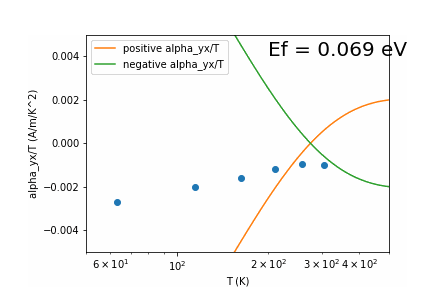 Ef = 0.069 eV
positive alpha_yx/T
negative alpha_yx/T
alpha_yx/T (A/m/K^2)
0.004
0.002
0.000
−0.002
−0.004
6 × 10¹
10²
2 × 10²
3 × 10²
4 × 10²
T (K)